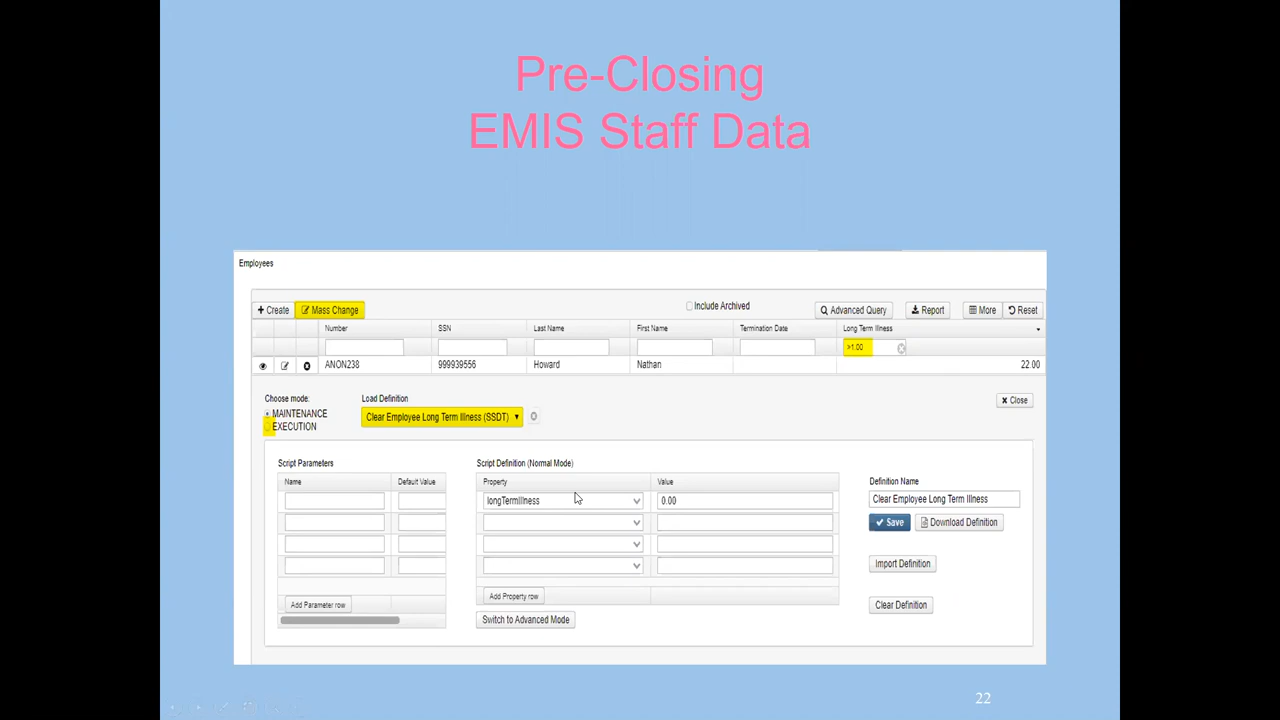 Pre-Closing
EMIS Staff Data
Employees
Create Mass Change Include Archived Advanced Query Report More Reset
Number SSN Last Name First Name Termination Date Long Term Illness
>1.00
ANON238 999939556 Howard Nathan 22.00
Choose mode: Load Definition
MAINTENANCE Clear Employee Long Term Illness (SSDT) Close
EXECUTION
Script Parameters Script Definition (Normal Mode)
Name Default Value Property Value Definition Name
longTermIllness 0.00 Clear Employee Long Term Illness
Save Download Definition
Import Definition
Add Parameter row Add Property row Clear Definition
Switch to Advanced Mode
22